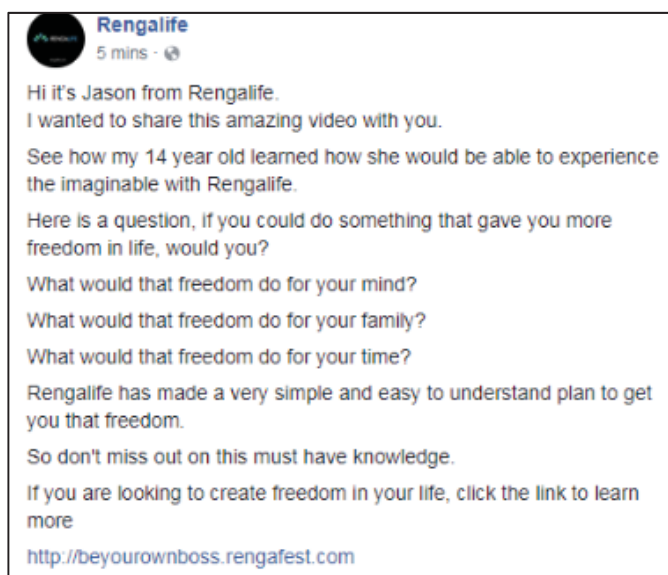 Rengalife
5 mins ·
Hi it's Jason from Rengalife.
I wanted to share this amazing video with you.
See how my 14 year old learned how she would be able to experience
the imaginable with Rengalife.
Here is a question, if you could do something that gave you more
freedom in life, would you?
What would that freedom do for your mind?
What would that freedom do for your family?
What would that freedom do for your time?
Rengalife has made a very simple and easy to understand plan to get
you that freedom.
So don't miss out on this must have knowledge.
If you are looking to create freedom in your life, click the link to learn
more
http://beyourownboss.rengafest.com